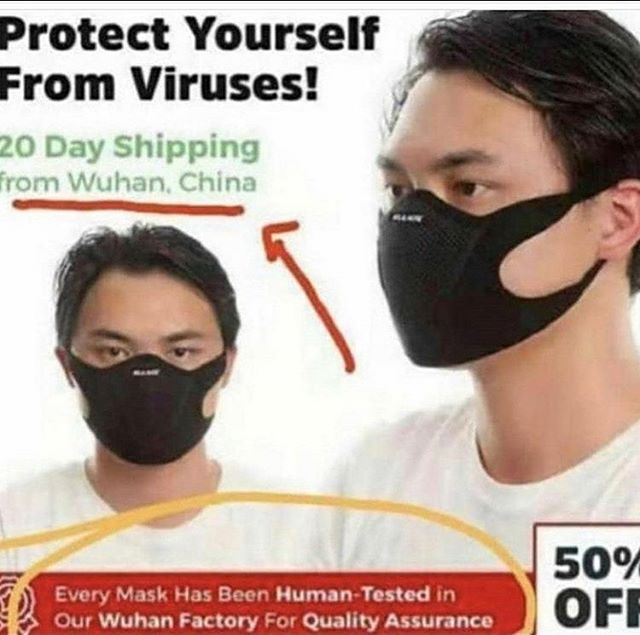 Protect Yourself
From Viruses!
20 Day Shipping
from Wuhan, China
Every Mask Has Been Human-Tested in
Our Wuhan Factory For Quality Assurance
50%
OFF